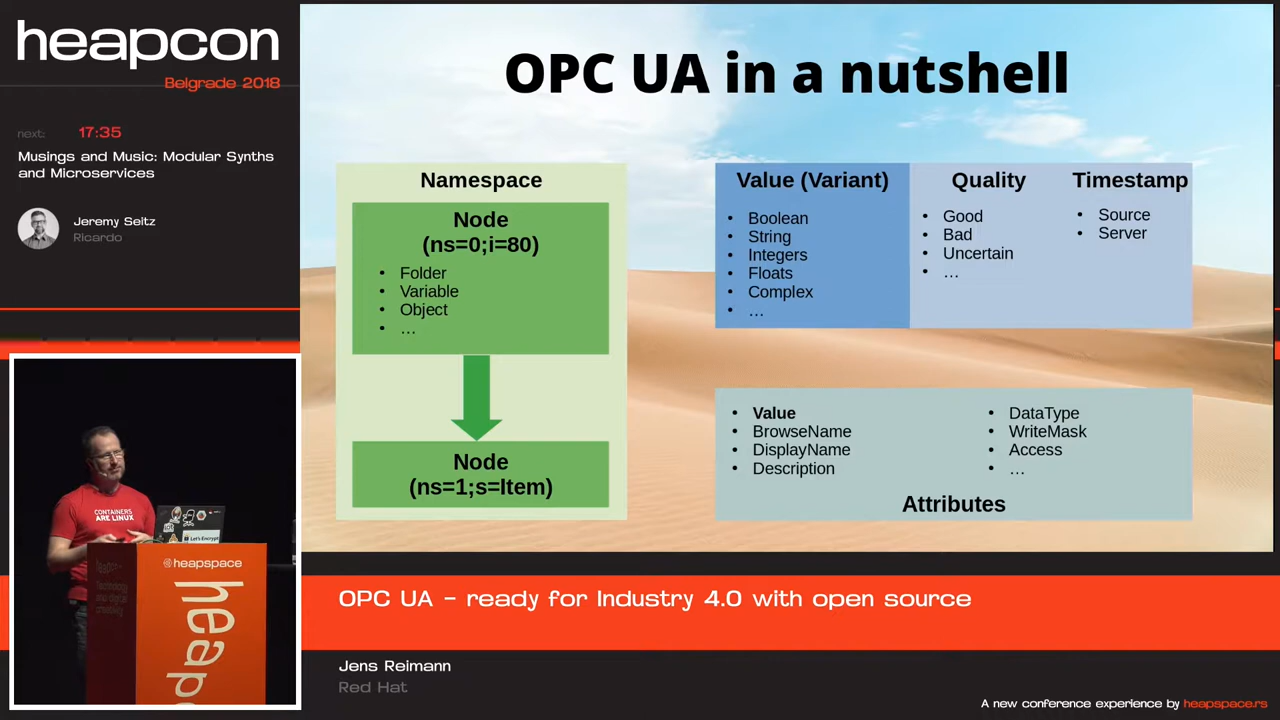 heapcon
Belgrade 2018
next: 17:35
Musings and Music: Modular Synths
and Microservices
Jeremy Seitz
Ricardo
OPC UA in a nutshell
Namespace
Node
(ns=0;i=80)
• Folder
• Variable
• Object
• …
Node
(ns=1;s=Item)
Value (Variant)
• Boolean
• String
• Integers
• Floats
• Complex
• …
Quality
• Good
• Bad
• Uncertain
• …
Timestamp
• Source
• Server
• Value
• BrowseName
• DisplayName
• Description
• DataType
• WriteMask
• Access
• …
Attributes
CONTAINERS
ARE LINUX
Let's Encrypt
heapspace
heap
OPC UA – ready for Industry 4.0 with open source
Jens Reimann
Red Hat
A new conference experience by heapspace.rs